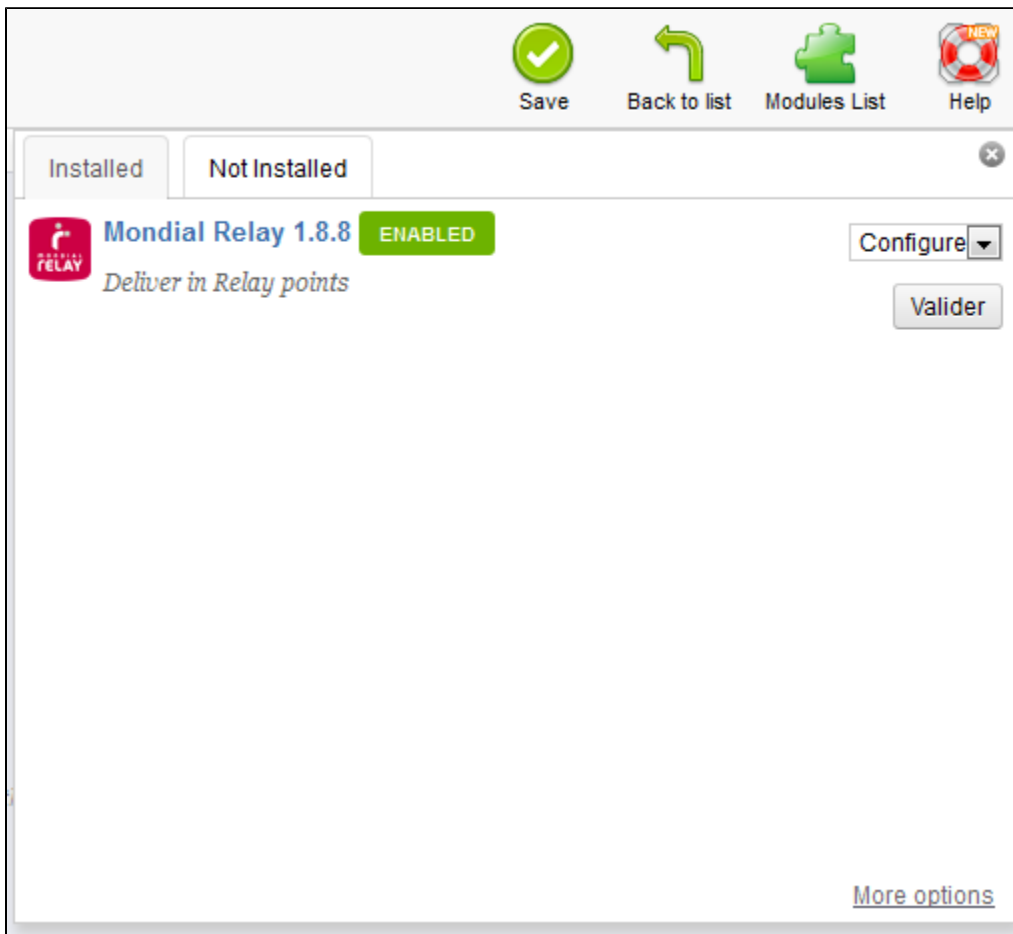 NEW
Save Back to list Modules List Help
Installed Not Installed
Mondial Relay 1.8.8 ENABLED
Configure
MONDIAL
RELAY
Deliver in Relay points
Valider
More options